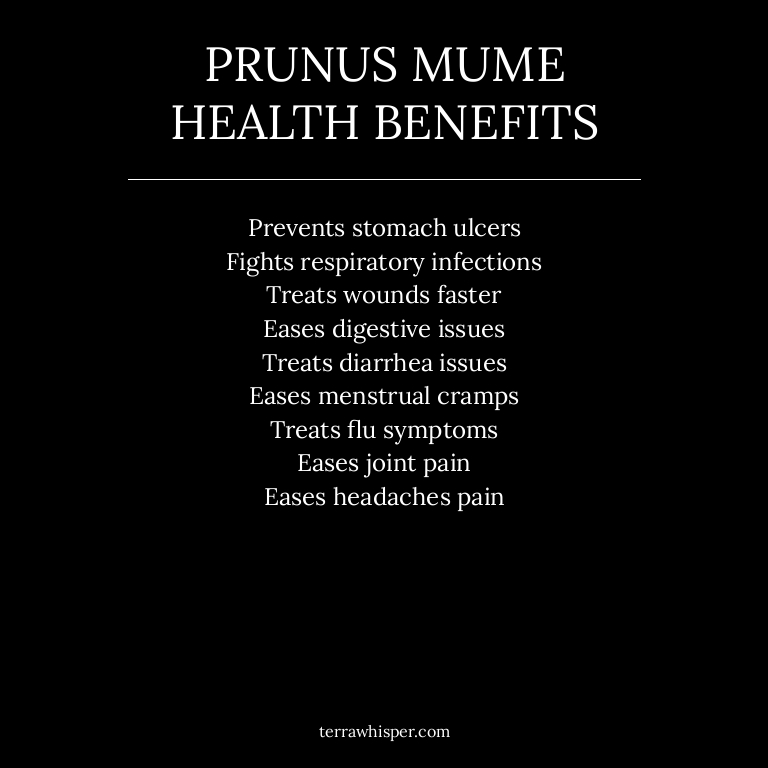 PRUNUS MUME
HEALTH BENEFITS
Prevents stomach ulcers
Fights respiratory infections
Treats wounds faster
Eases digestive issues
Treats diarrhea issues
Eases menstrual cramps
Treats flu symptoms
Eases joint pain
Eases headaches pain
terrawhisper.com